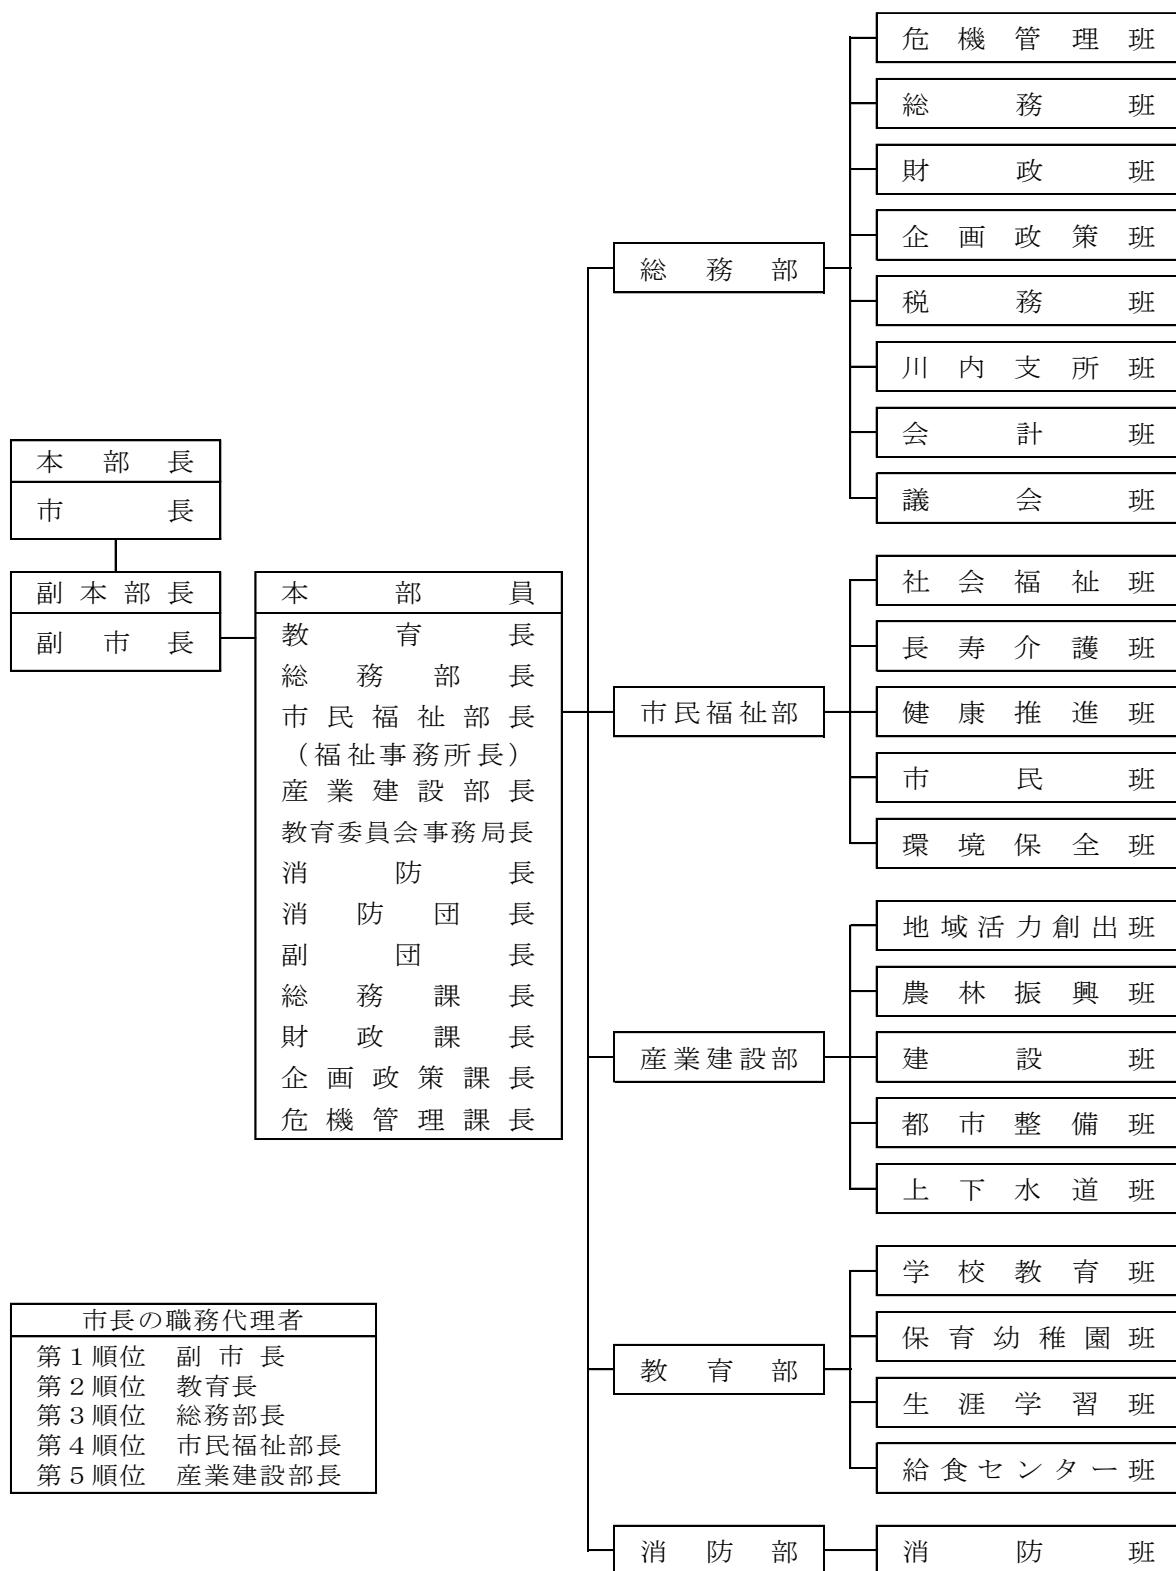 本部長
市長
副本部長
副市長
本部員
教育長
総務部長
市民福祉部長
（福祉事務所長）
産業建設部長
教育委員会事務局長
消防長
消防団長
副団長
総務課長
財政課長
企画政策課長
危機管理課長
総務部
危機管理班
総務班
財政班
企画政策班
税務班
川内支所班
会計班
議会班
市民福祉部
社会福祉班
長寿介護班
健康推進班
市民班
環境保全班
産業建設部
地域活力創出班
農林振興班
建設班
都市整備班
上下水道班
教育部
学校教育班
保育幼稚園班
生涯学習班
給食センター班
消防部
消防班
市長の職務代理者
第１順位　副市長
第２順位　教育長
第３順位　総務部長
第４順位　市民福祉部長
第５順位　産業建設部長